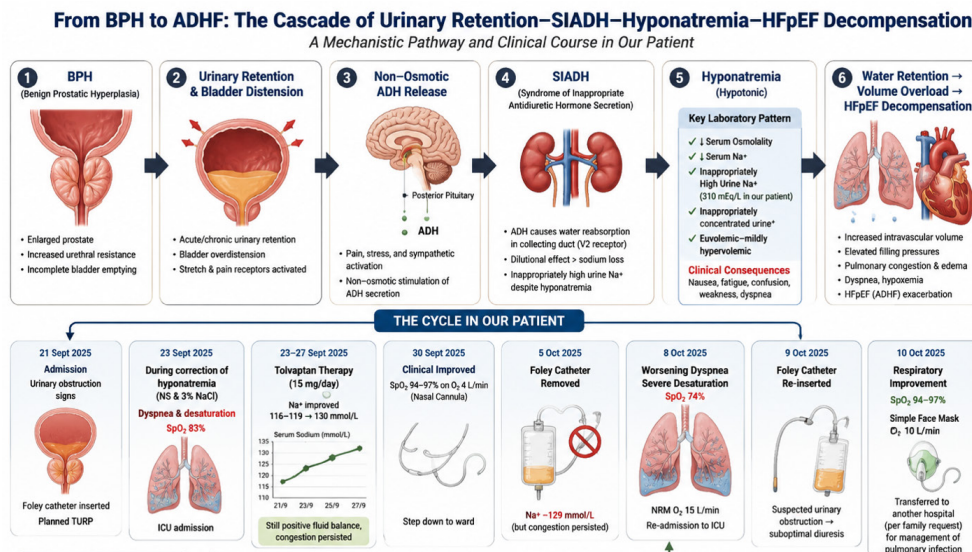 From BPH to ADHF: The Cascade of Urinary Retention–SIADH–Hyponatremia–HFpEF Decompensation
A Mechanistic Pathway and Clinical Course in Our Patient
1
BPH
(Benign Prostatic Hyperplasia)
• Enlarged prostate
• Increased urethral resistance
• Incomplete bladder emptying
2
Urinary Retention
& Bladder Distension
• Acute/chronic urinary retention
• Bladder overdistension
• Stretch & pain receptors activated
3
Non–Osmotic
ADH Release
Posterior Pituitary
ADH
• Pain, stress, and sympathetic
activation
• Non–osmotic stimulation of
ADH secretion
4
SIADH
(Syndrome of Inappropriate
Antidiuretic Hormone Secretion)
• ADH causes water reabsorption
in collecting duct (V2 receptor)
• Dilutional effect > sodium loss
• Inappropriately high urine Na⁺
despite hyponatremia
5
Hyponatremia
(Hypotonic)
Key Laboratory Pattern
✓ ↓ Serum Osmolality
✓ ↓ Serum Na⁺
✓ Inappropriately
High Urine Na⁺
(310 mEq/L in our patient)
✓ Inappropriately
concentrated urine⁺
✓ Euvolemic–mildly
hypervolemic
Clinical Consequences
Nausea, fatigue, confusion,
weakness, dyspnea
6
Water Retention →
Volume Overload →
HFpEF Decompensation
• Increased intravascular volume
• Elevated filling pressures
• Pulmonary congestion & edema
• Dyspnea, hypoxemia
• HFpEF (ADHF) exacerbation
THE CYCLE IN OUR PATIENT
21 Sept 2025
Admission
Urinary obstruction
signs
Foley catheter inserted
Planned TURP
23 Sept 2025
During correction of
hyponatremia
(NS & 3% NaCl)
Dyspnea & desaturation
SpO₂ 83%
ICU admission
23–27 Sept 2025
Tolvaptan Therapy
(15 mg/day)
Na⁺ improved
116–119 → 130 mmol/L
Serum Sodium (mmol/L)
135
130
125
120
115
110
21/9 23/9 25/9 27/9
Still positive fluid balance,
congestion persisted
30 Sept 2025
Clinical Improved
SpO₂ 94–97% on O₂ 4 L/min
(Nasal Cannula)
Step down to ward
5 Oct 2025
Foley Catheter
Removed
Na⁺ ~129 mmol/L
(but congestion persisted)
8 Oct 2025
Worsening Dyspnea
Severe Desaturation
SpO₂ 74%
NRM O₂ 15 L/min
Re-admission to ICU
9 Oct 2025
Foley Catheter
Re-inserted
Suspected urinary
obstruction →
suboptimal diuresis
10 Oct 2025
Respiratory
Improvement
SpO₂ 94–97%
Simple Face Mask
O₂ 10 L/min
Transferred to
another hospital
(per family request)
for management of
pulmonary infection